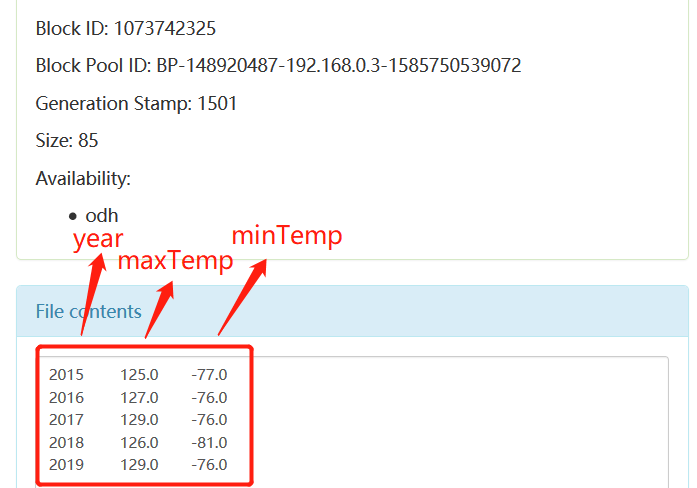 Block ID: 1073742325
Block Pool ID: BP-148920487-192.168.0.3-1585750539072
Generation Stamp: 1501
Size: 85
Availability:
odh
year
maxTemp
minTemp
File contents
2015 125.0 -77.0
2016 127.0 -76.0
2017 129.0 -76.0
2018 126.0 -81.0
2019 129.0 -76.0